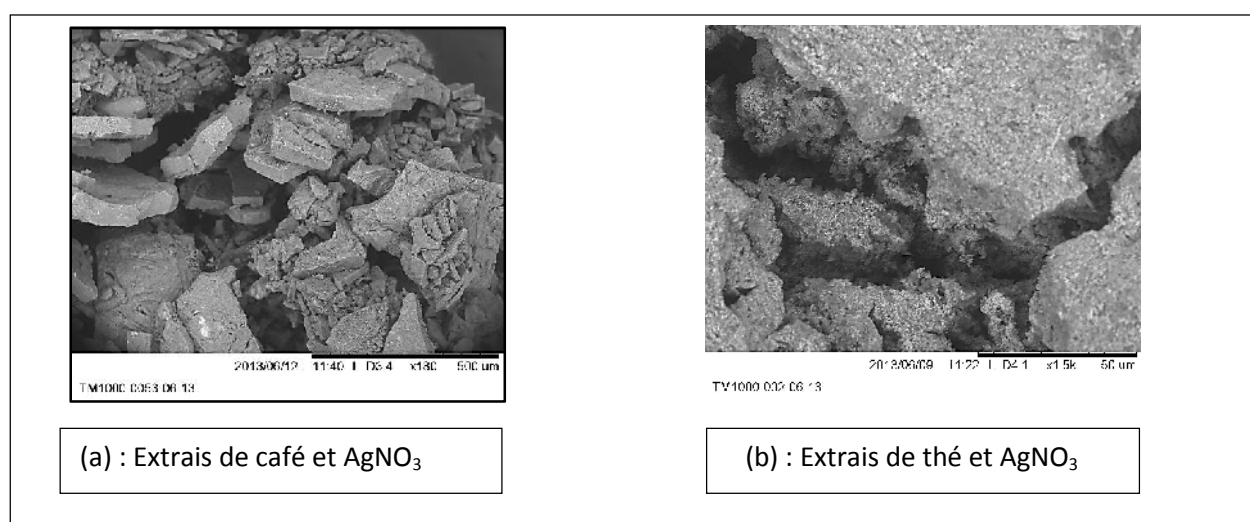 2013/06/12 11:40 L D3.4 x180 500 um
TM1000 0053 06 13
(a) : Extrais de café et AgNO₃
2013/06/09 11:22 L D4.1 x1.5k 50 um
TM1000 06 13
(b) : Extrais de thé et AgNO₃